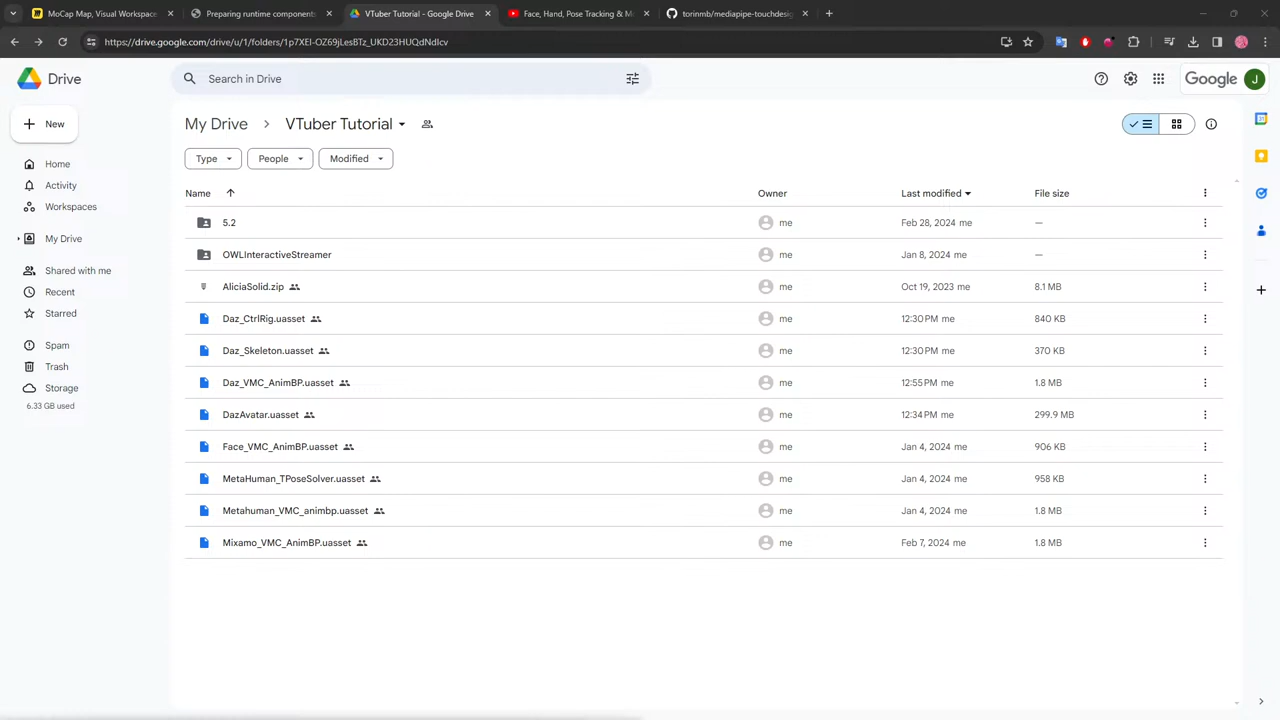 MoCap Map, Visual Workspace
Preparing runtime components
VTuber Tutorial - Google Drive
Face, Hand, Pose Tracking & M
torinmb/mediapipe-touchdesig
https://drive.google.com/drive/u/1/folders/1p7XEI-OZ69jLesBTz_UKD23HUQdNdIcv
Drive
Search in Drive
Google
J
New
My Drive
VTuber Tutorial
Type
People
Modified
Home
Activity
Workspaces
My Drive
Shared with me
Recent
Starred
Spam
Trash
Storage
6.33 GB used
Name Owner Last modified File size
5.2 me Feb 28, 2024 me —
OWLInteractiveStreamer me Jan 8, 2024 me —
AliciaSolid.zip me Oct 19, 2023 me 8.1 MB
Daz_CtrlRig.uasset me 12:30 PM me 840 KB
Daz_Skeleton.uasset me 12:30 PM me 370 KB
Daz_VMC_AnimBP.uasset me 12:55 PM me 1.8 MB
DazAvatar.uasset me 12:34 PM me 299.9 MB
Face_VMC_AnimBP.uasset me Jan 4, 2024 me 906 KB
MetaHuman_TPoseSolver.uasset me Jan 4, 2024 me 958 KB
Metahuman_VMC_animbp.uasset me Jan 4, 2024 me 1.8 MB
Mixamo_VMC_AnimBP.uasset me Feb 7, 2024 me 1.8 MB